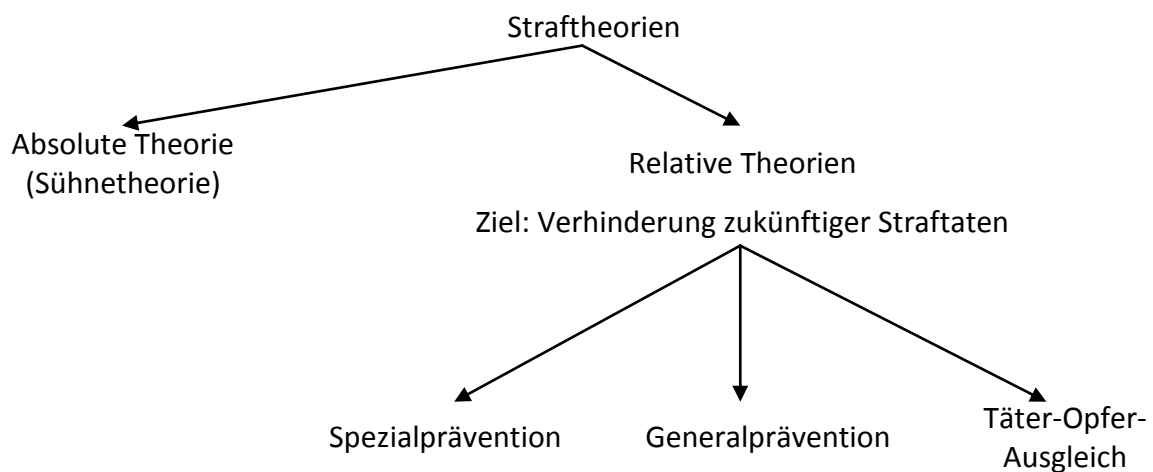 Straftheorien
Absolute Theorie
(Sühnetheorie)
Relative Theorien
Ziel: Verhinderung zukünftiger Straftaten
Spezialprävention
Generalprävention
Täter-Opfer-
Ausgleich